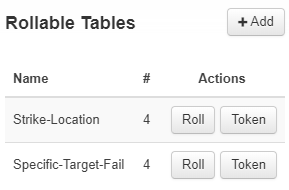 Rollable Tables
+ Add
Name # Actions
Strike-Location 4 Roll Token
Specific-Target-Fail 4 Roll Token